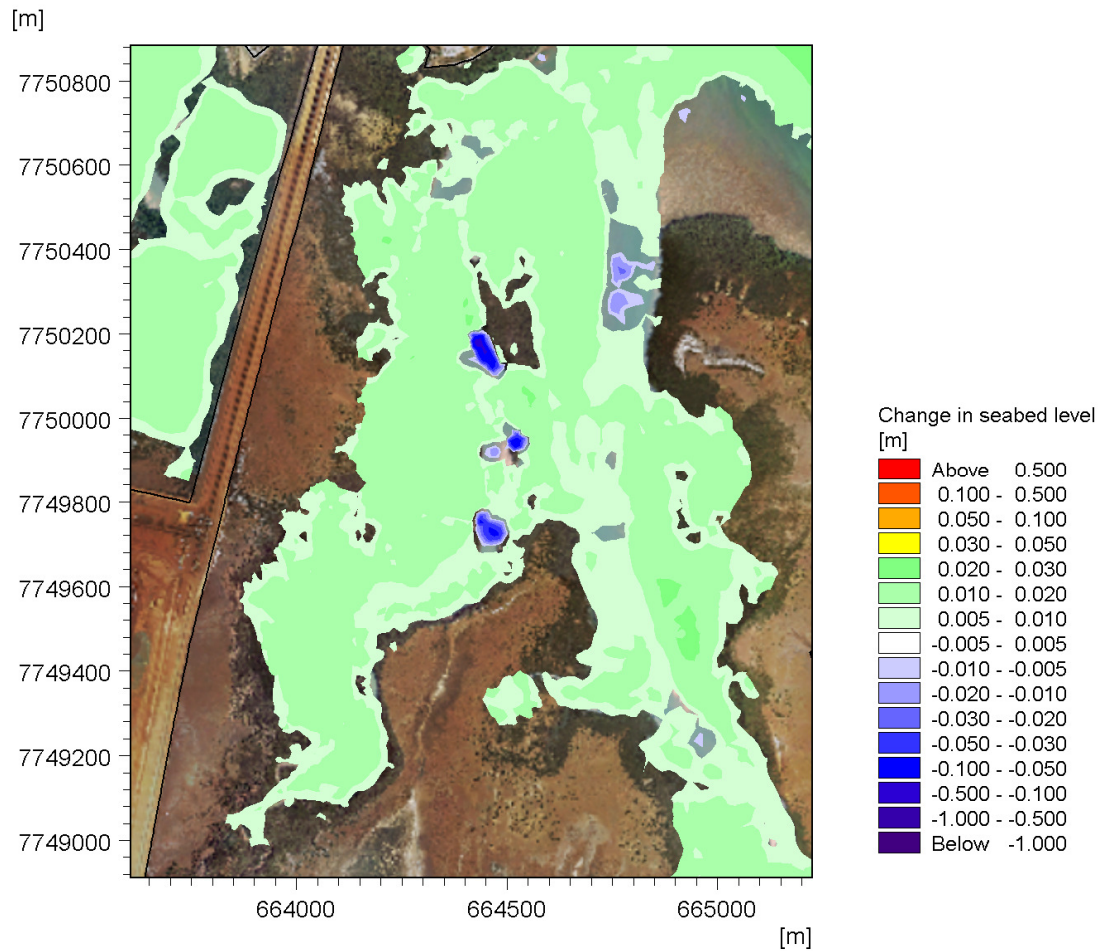 [m]
7750800
7750600
7750400
7750200
7750000
7749800
7749600
7749400
7749200
7749000
664000
664500
665000
[m]
Change in seabed level
[m]
Above 0.500
0.100 - 0.500
0.050 - 0.100
0.030 - 0.050
0.020 - 0.030
0.010 - 0.020
0.005 - 0.010
-0.005 - 0.005
-0.010 - -0.005
-0.020 - -0.010
-0.030 - -0.020
-0.050 - -0.030
-0.100 - -0.050
-0.500 - -0.100
-1.000 - -0.500
Below -1.000